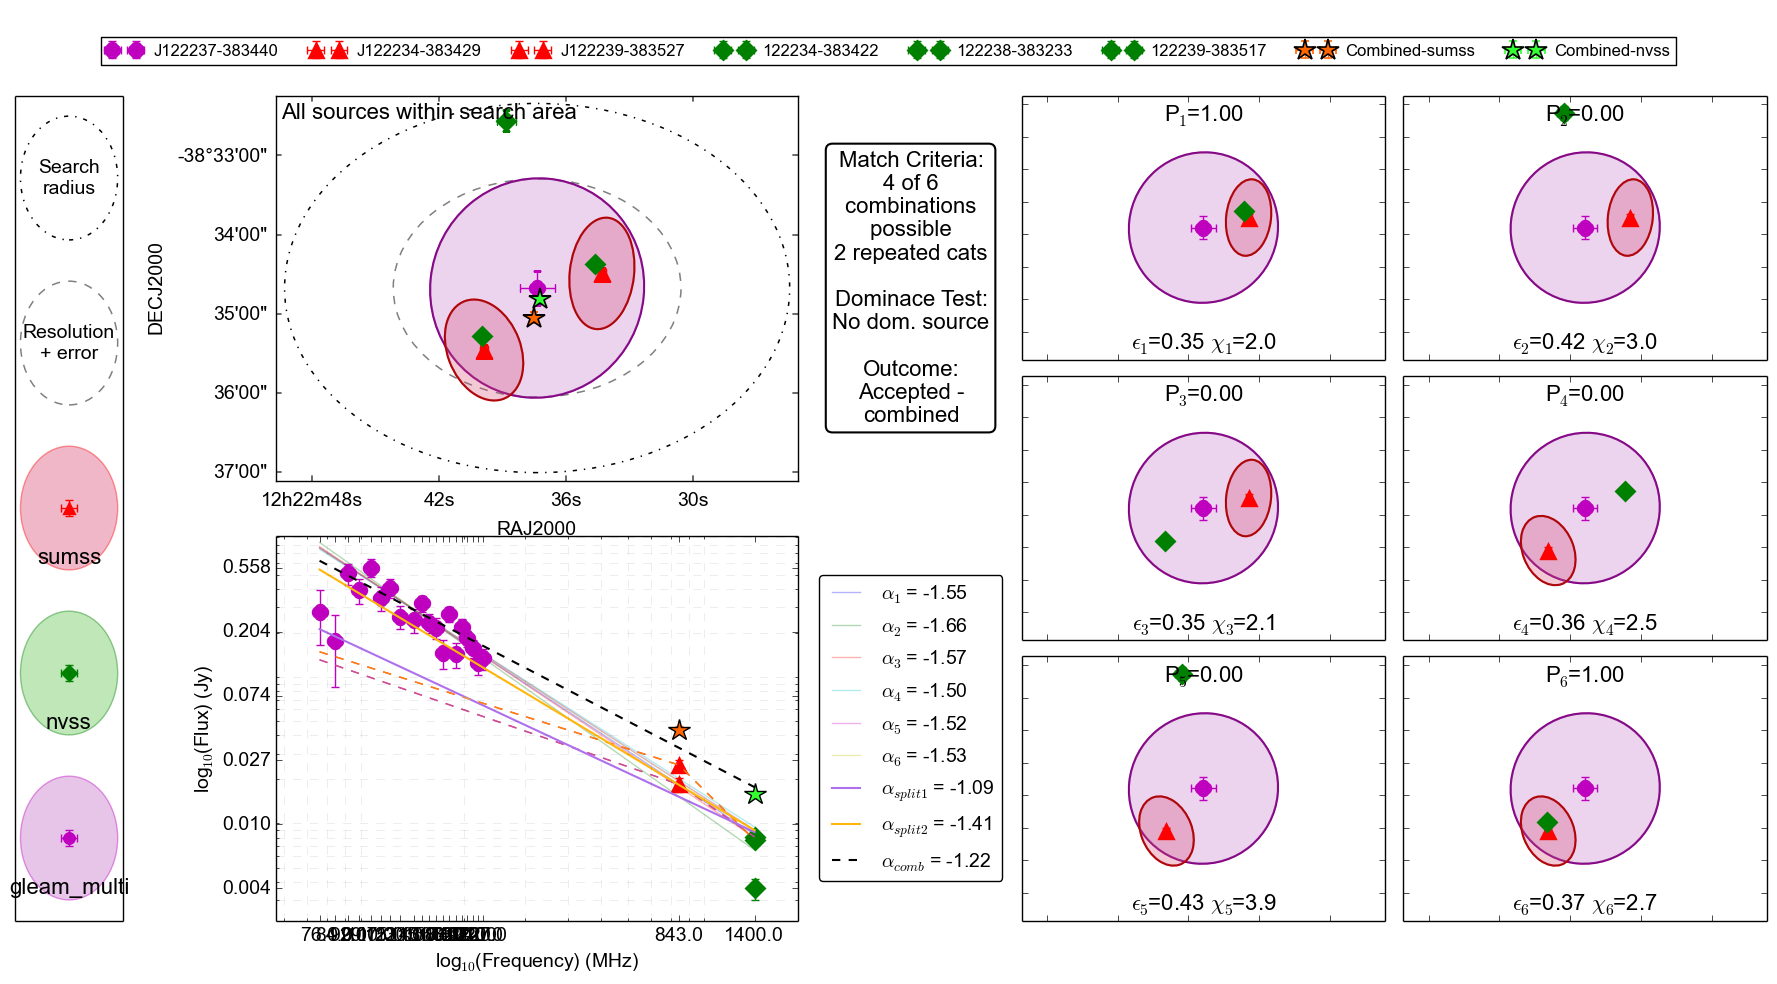 J122237-383440 J122234-383429 J122239-383527 122234-383422 122238-383233 122239-383517 Combined-sumss Combined-nvss
Search
radius
Resolution
+ error
sumss
nvss
gleam_multi
All sources within search area
DECJ2000
-38°33'00"
34'00"
35'00"
36'00"
37'00"
12h22m48s 42s 36s 30s
RAJ2000
log10(Flux) (Jy)
0.558
0.204
0.074
0.027
0.010
0.004
843.0 1400.0
log10(Frequency) (MHz)
Match Criteria:
4 of 6
combinations
possible
2 repeated cats
Dominace Test:
No dom. source
Outcome:
Accepted -
combined
α1 = -1.55
α2 = -1.66
α3 = -1.57
α4 = -1.50
α5 = -1.52
α6 = -1.53
αsplit1 = -1.09
αsplit2 = -1.41
αcomb = -1.22
P1=1.00
ϵ1=0.35 χ1=2.0
P2=0.00
ϵ2=0.42 χ2=3.0
P3=0.00
ϵ3=0.35 χ3=2.1
P4=0.00
ϵ4=0.36 χ4=2.5
P5=0.00
ϵ5=0.43 χ5=3.9
P6=1.00
ϵ6=0.37 χ6=2.7